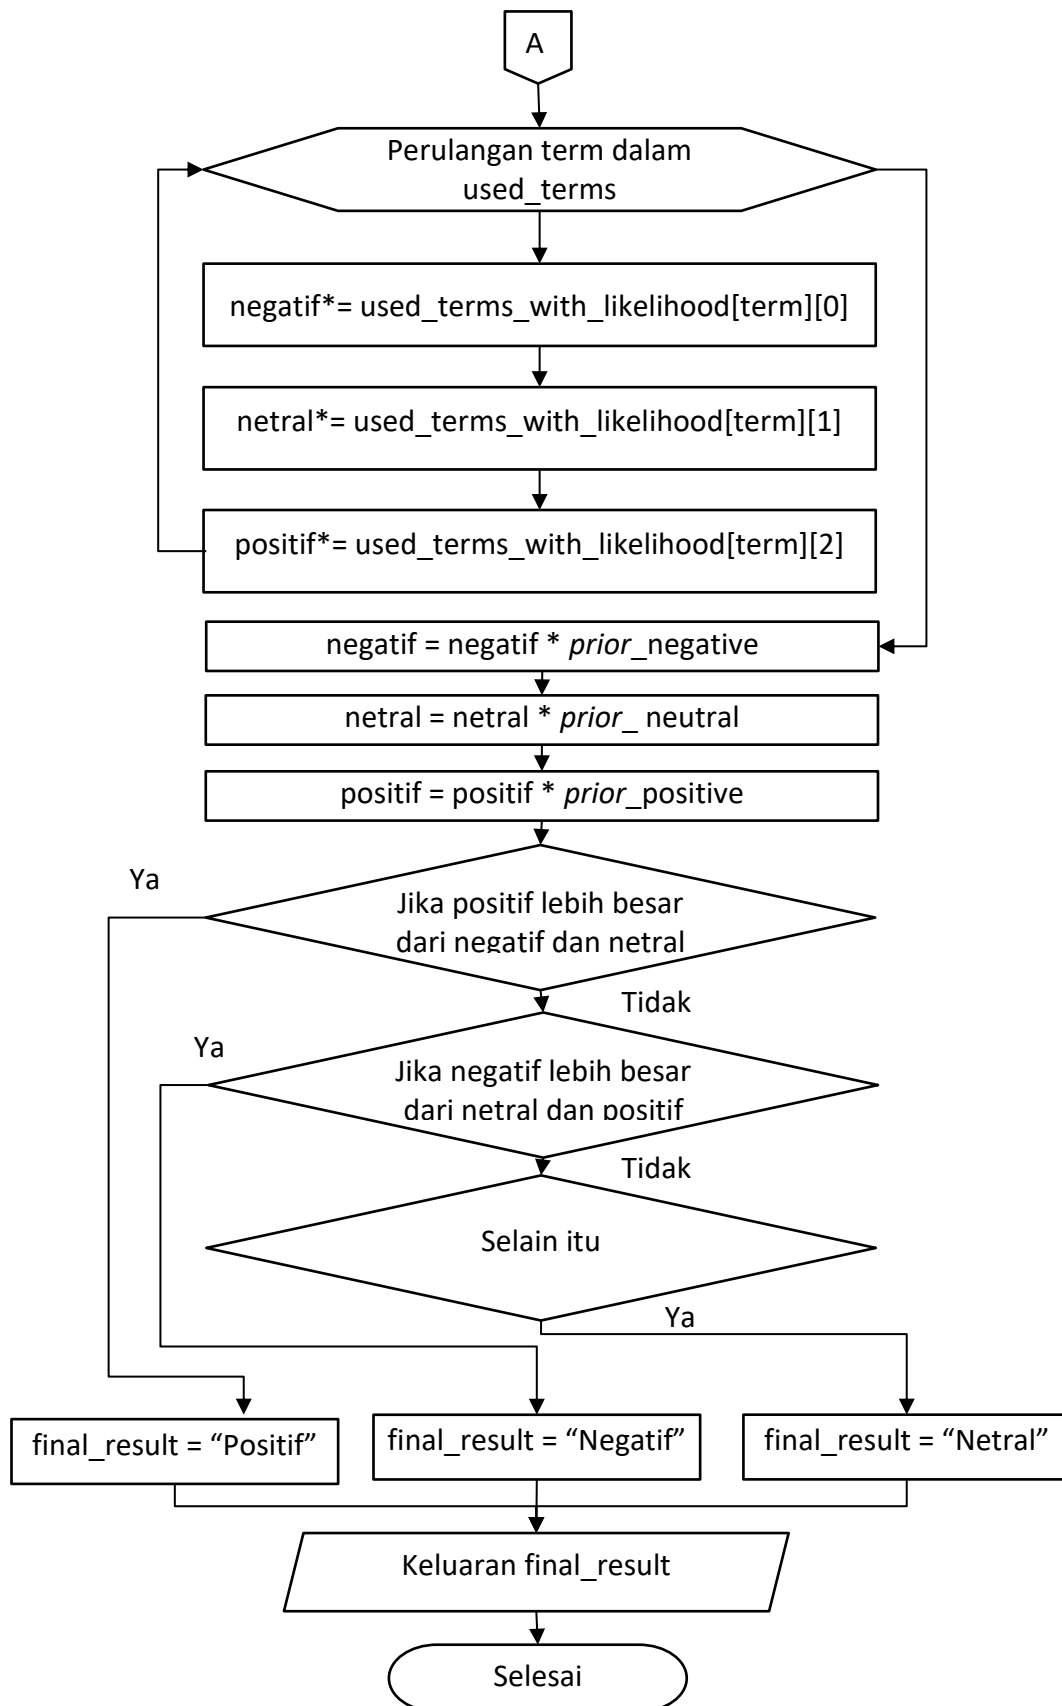 A
Perulangan term dalam
used_terms
negatif*= used_terms_with_likelihood[term][0]
netral*= used_terms_with_likelihood[term][1]
positif*= used_terms_with_likelihood[term][2]
negatif = negatif * prior_negative
netral = netral * prior_ neutral
positif = positif * prior_positive
Ya
Jika positif lebih besar
dari negatif dan netral
Tidak
Ya
Jika negatif lebih besar
dari netral dan positif
Tidak
Selain itu
Ya
final_result = “Positif”
final_result = “Negatif”
final_result = “Netral”
Keluaran final_result
Selesai